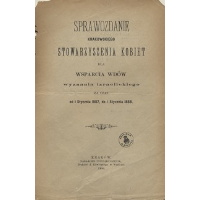 SPRAWOZDANIE
KRAKOWSKIEGO
STOWARZYSZENIA KOBIET
DLA
WSPARCIA WDÓW
wyznania izraelickiego
ZA CZAS
od 1 Stycznia 1887, do 1 Stycznia 1888.
KRAKÓW
1888